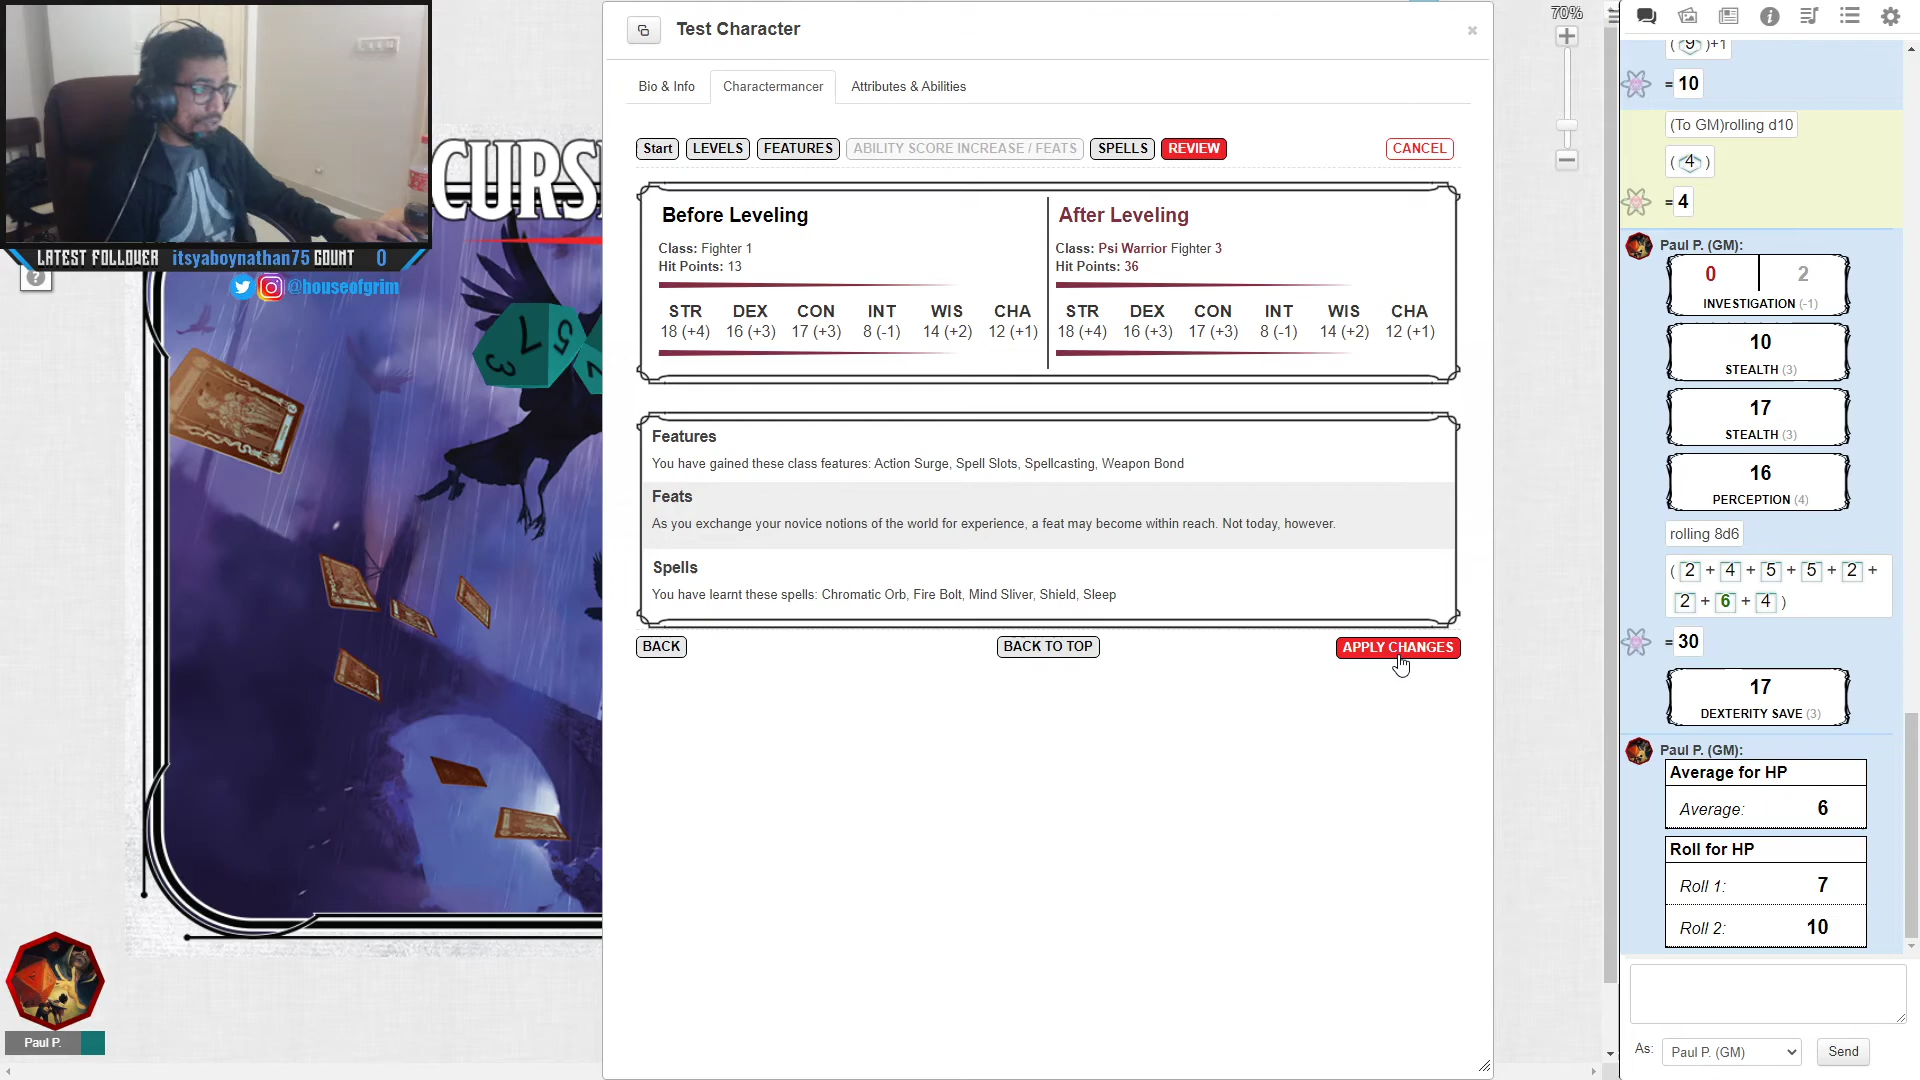 LATEST FOLLOWER itsyaboynathan75 COUNT 0
@houseofgrim
CURS
7
5
3
Paul P.
Test Character
Bio & Info
Charactermancer
Attributes & Abilities
Start
LEVELS
FEATURES
ABILITY SCORE INCREASE / FEATS
SPELLS
REVIEW
CANCEL
Before Leveling
Class: Fighter 1
Hit Points: 13
STR DEX CON INT WIS CHA
18 (+4) 16 (+3) 17 (+3) 8 (-1) 14 (+2) 12 (+1)
After Leveling
Class: Psi Warrior Fighter 3
Hit Points: 36
STR DEX CON INT WIS CHA
18 (+4) 16 (+3) 17 (+3) 8 (-1) 14 (+2) 12 (+1)
Features
You have gained these class features: Action Surge, Spell Slots, Spellcasting, Weapon Bond
Feats
As you exchange your novice notions of the world for experience, a feat may become within reach. Not today, however.
Spells
You have learnt these spells: Chromatic Orb, Fire Bolt, Mind Sliver, Shield, Sleep
BACK
BACK TO TOP
APPLY CHANGES
70%
(9)+1
= 10
(To GM)rolling d10
(4)
= 4
Paul P. (GM):
0 2
INVESTIGATION (-1)
10
STEALTH (3)
17
STEALTH (3)
16
PERCEPTION (4)
rolling 8d6
(2 + 4 + 5 + 5 + 2 +
2 + 6 + 4)
= 30
17
DEXTERITY SAVE (3)
Paul P. (GM):
Average for HP
Average: 6
Roll for HP
Roll 1: 7
Roll 2: 10
As: Paul P. (GM)
Send